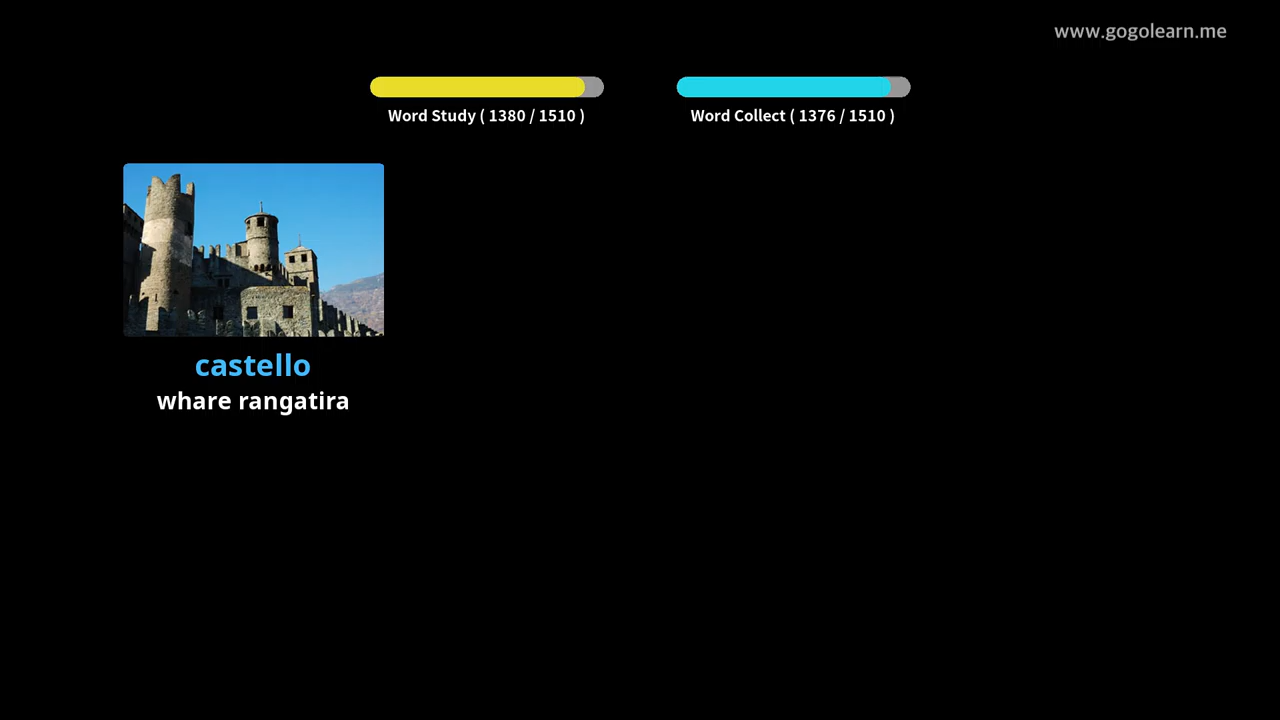 www.gogolearn.me
Word Study ( 1380 / 1510 )
Word Collect ( 1376 / 1510 )
castello
whare rangatira